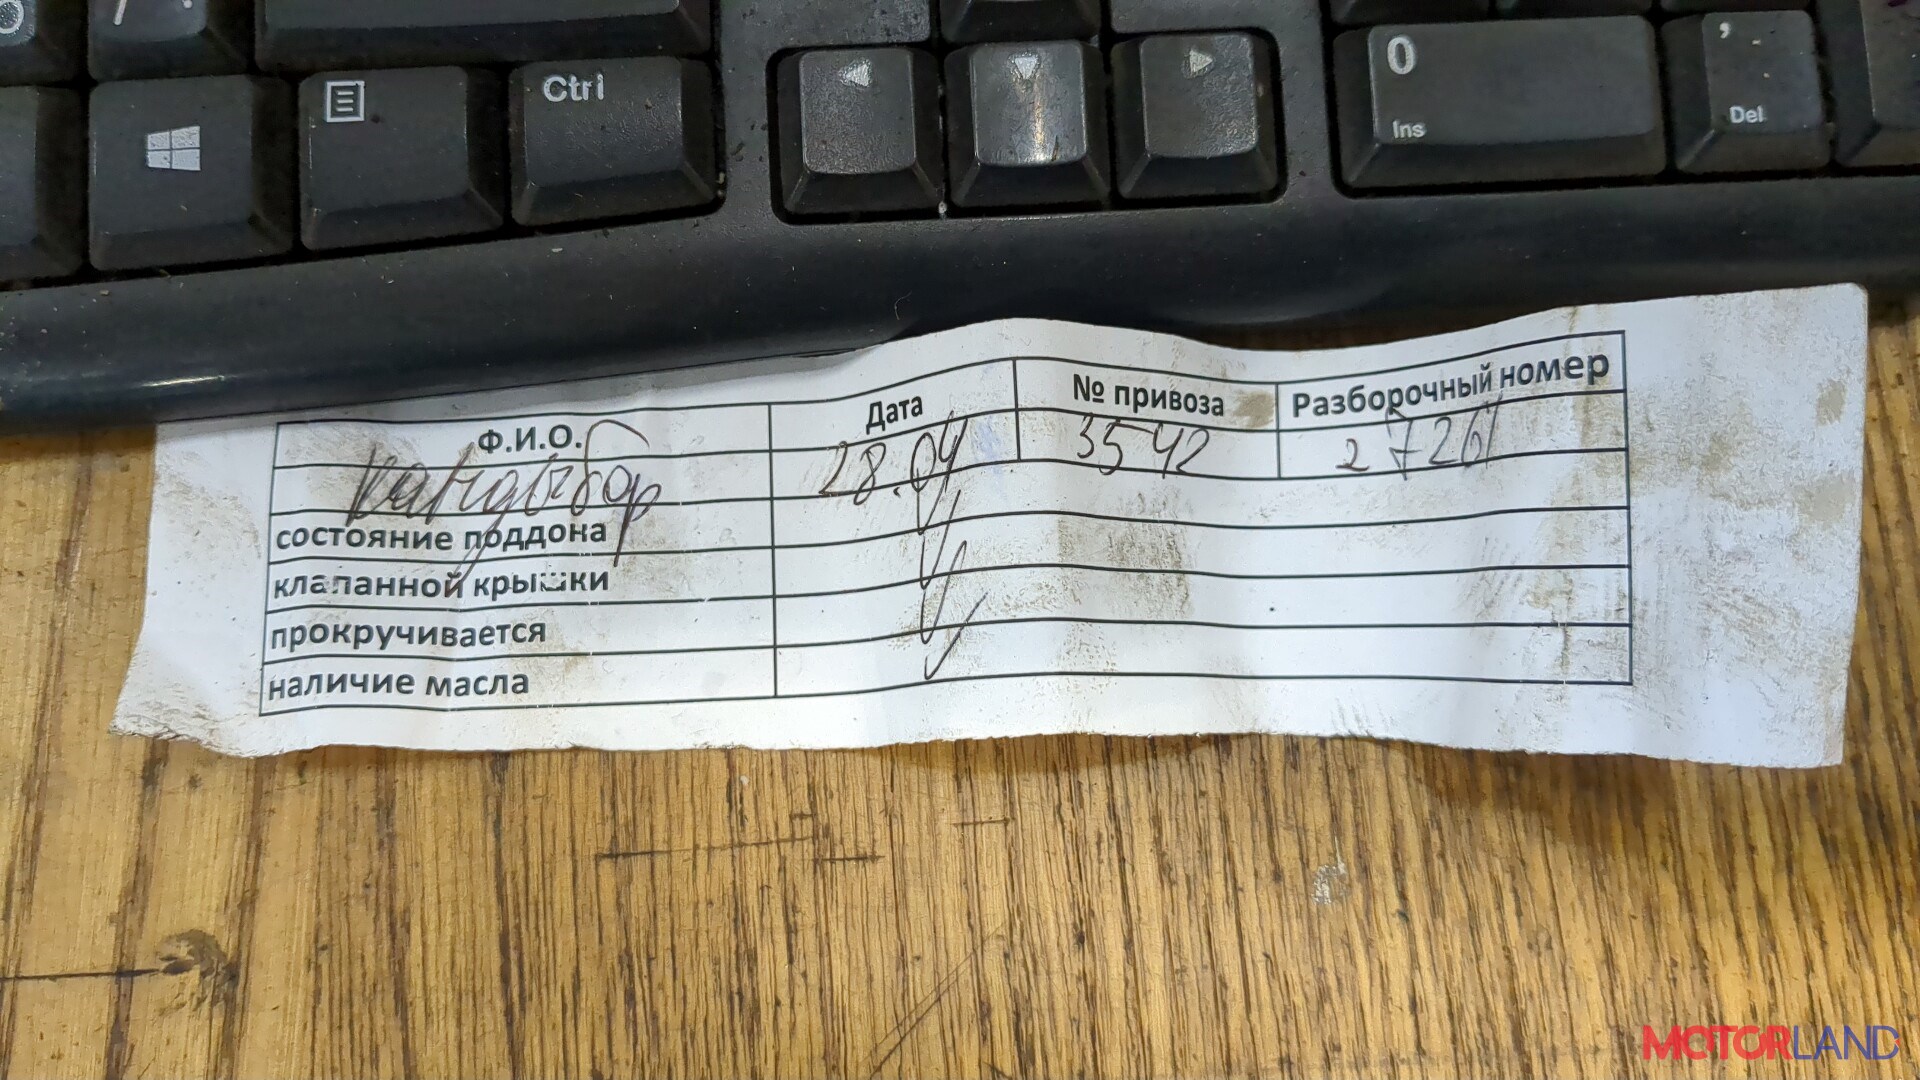 Ctrl
0
Ins
Del
Ф.И.О. Дата № привоза Разборочный номер
28.04 3542 27261
состояние поддона
клапанной крышки
прокручивается
наличие масла
MOTORLAND